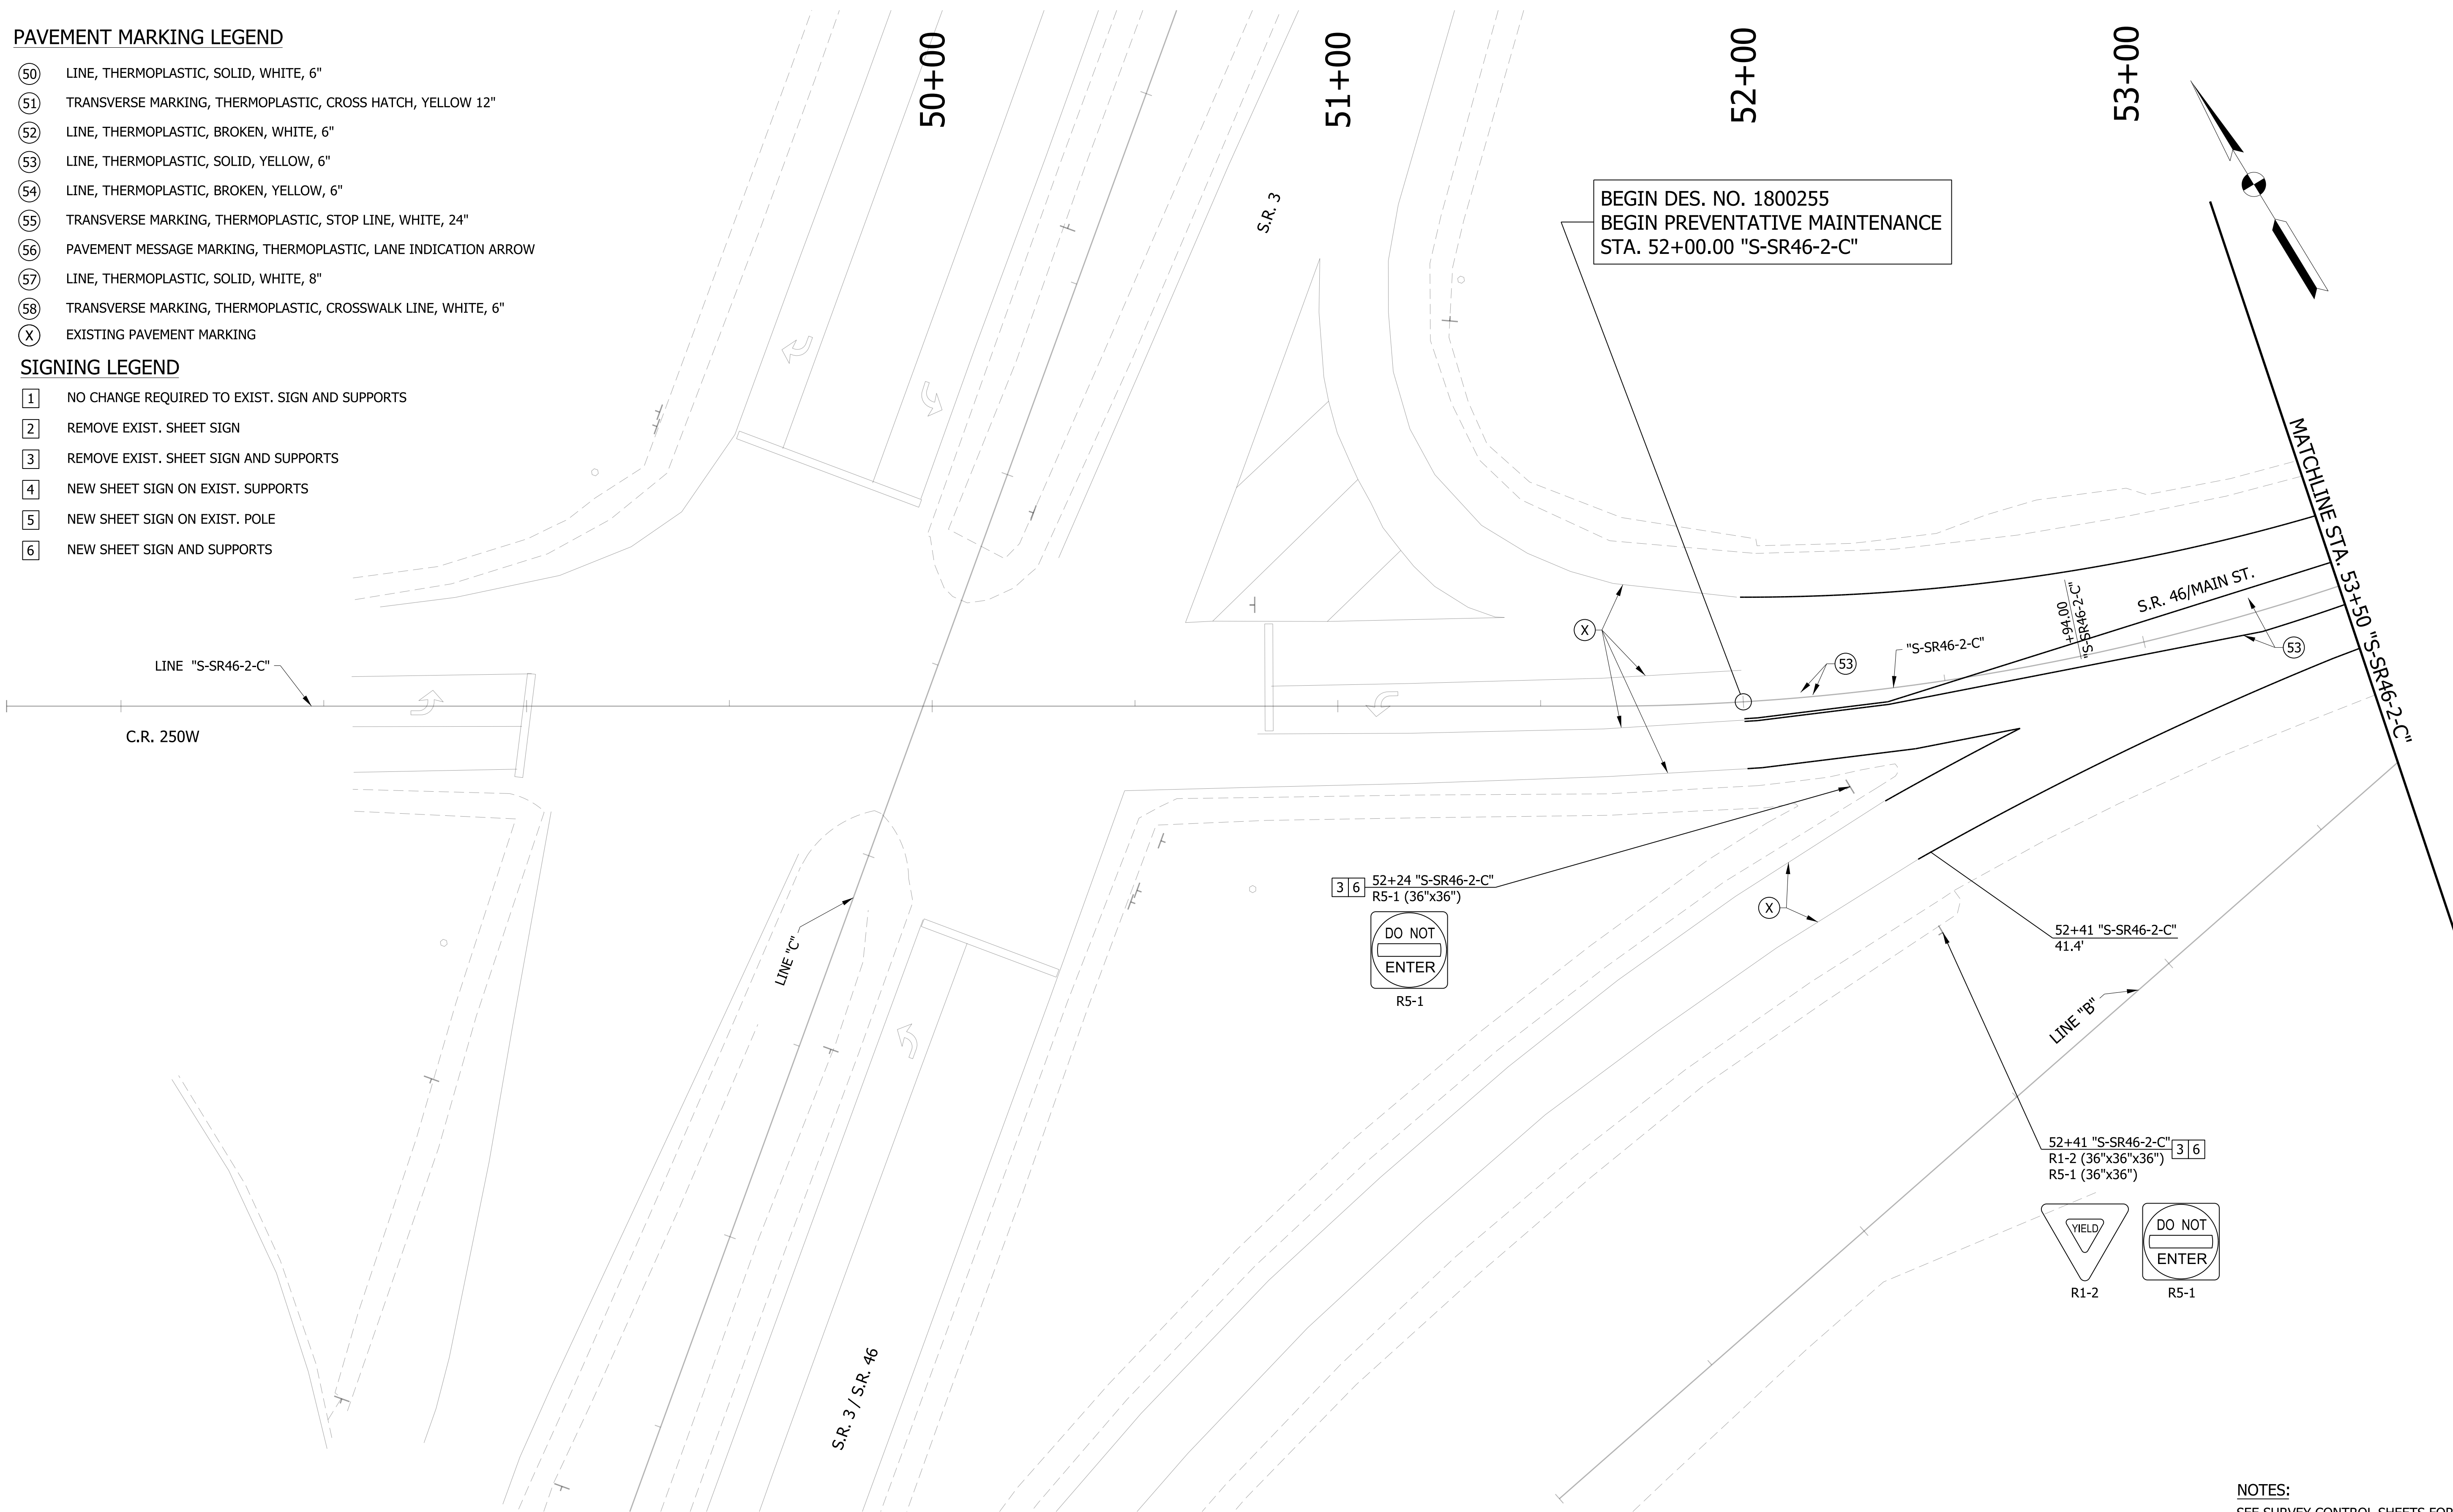 PAVEMENT MARKING LEGEND
50 LINE, THERMOPLASTIC, SOLID, WHITE, 6"
51 TRANSVERSE MARKING, THERMOPLASTIC, CROSS HATCH, YELLOW 12"
52 LINE, THERMOPLASTIC, BROKEN, WHITE, 6"
53 LINE, THERMOPLASTIC, SOLID, YELLOW, 6"
54 LINE, THERMOPLASTIC, BROKEN, YELLOW, 6"
55 TRANSVERSE MARKING, THERMOPLASTIC, STOP LINE, WHITE, 24"
56 PAVEMENT MESSAGE MARKING, THERMOPLASTIC, LANE INDICATION ARROW
57 LINE, THERMOPLASTIC, SOLID, WHITE, 8"
58 TRANSVERSE MARKING, THERMOPLASTIC, CROSSWALK LINE, WHITE, 6"
X EXISTING PAVEMENT MARKING
SIGNING LEGEND
1 NO CHANGE REQUIRED TO EXIST. SIGN AND SUPPORTS
2 REMOVE EXIST. SHEET SIGN
3 REMOVE EXIST. SHEET SIGN AND SUPPORTS
4 NEW SHEET SIGN ON EXIST. SUPPORTS
5 NEW SHEET SIGN ON EXIST. POLE
6 NEW SHEET SIGN AND SUPPORTS
50+00
51+00
52+00
53+00
S.R. 3
BEGIN DES. NO. 1800255
BEGIN PREVENTATIVE MAINTENANCE
STA. 52+00.00 "S-SR46-2-C"
MATCHLINE STA. 53+50 "S-SR46-2-C"
S.R. 46/MAIN ST.
+94.00
"S-SR46-2-C"
"S-SR46-2-C"
X
53
53
LINE "S-SR46-2-C"
C.R. 250W
LINE "C"
3 6 52+24 "S-SR46-2-C"
R5-1 (36"x36")
DO NOT
ENTER
R5-1
X
52+41 "S-SR46-2-C"
41.4'
LINE "B"
52+41 "S-SR46-2-C" 3 6
R1-2 (36"x36"x36")
R5-1 (36"x36")
YIELD
R1-2
DO NOT
ENTER
R5-1
S.R. 3 / S.R. 46
NOTES:
SEE SURVEY CONTROL SHEETS FOR